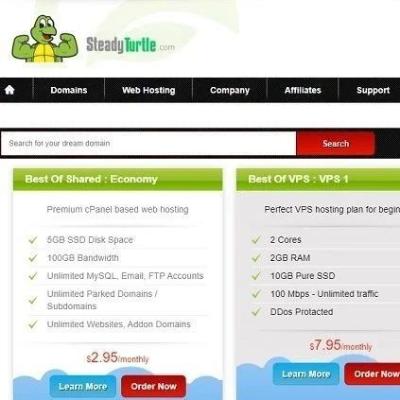 SteadyTurtle.com
Domains Web Hosting Company Affiliates Support
Search for your dream domain Search
Best Of Shared : Economy
Premium cPanel based web hosting
5GB SSD Disk Space
100GB Bandwidth
Unlimited MySQL, Email, FTP Accounts
Unlimited Parked Domains /
Subdomains
Unlimited Websites, Addon Domains
$2.95/monthly
Learn More Order Now
Best Of VPS : VPS 1
Perfect VPS hosting plan for begin
2 Cores
2GB RAM
10GB Pure SSD
100 Mbps - Unlimited traffic
DDos Protacted
$7.95/monthly
Learn More Order Now